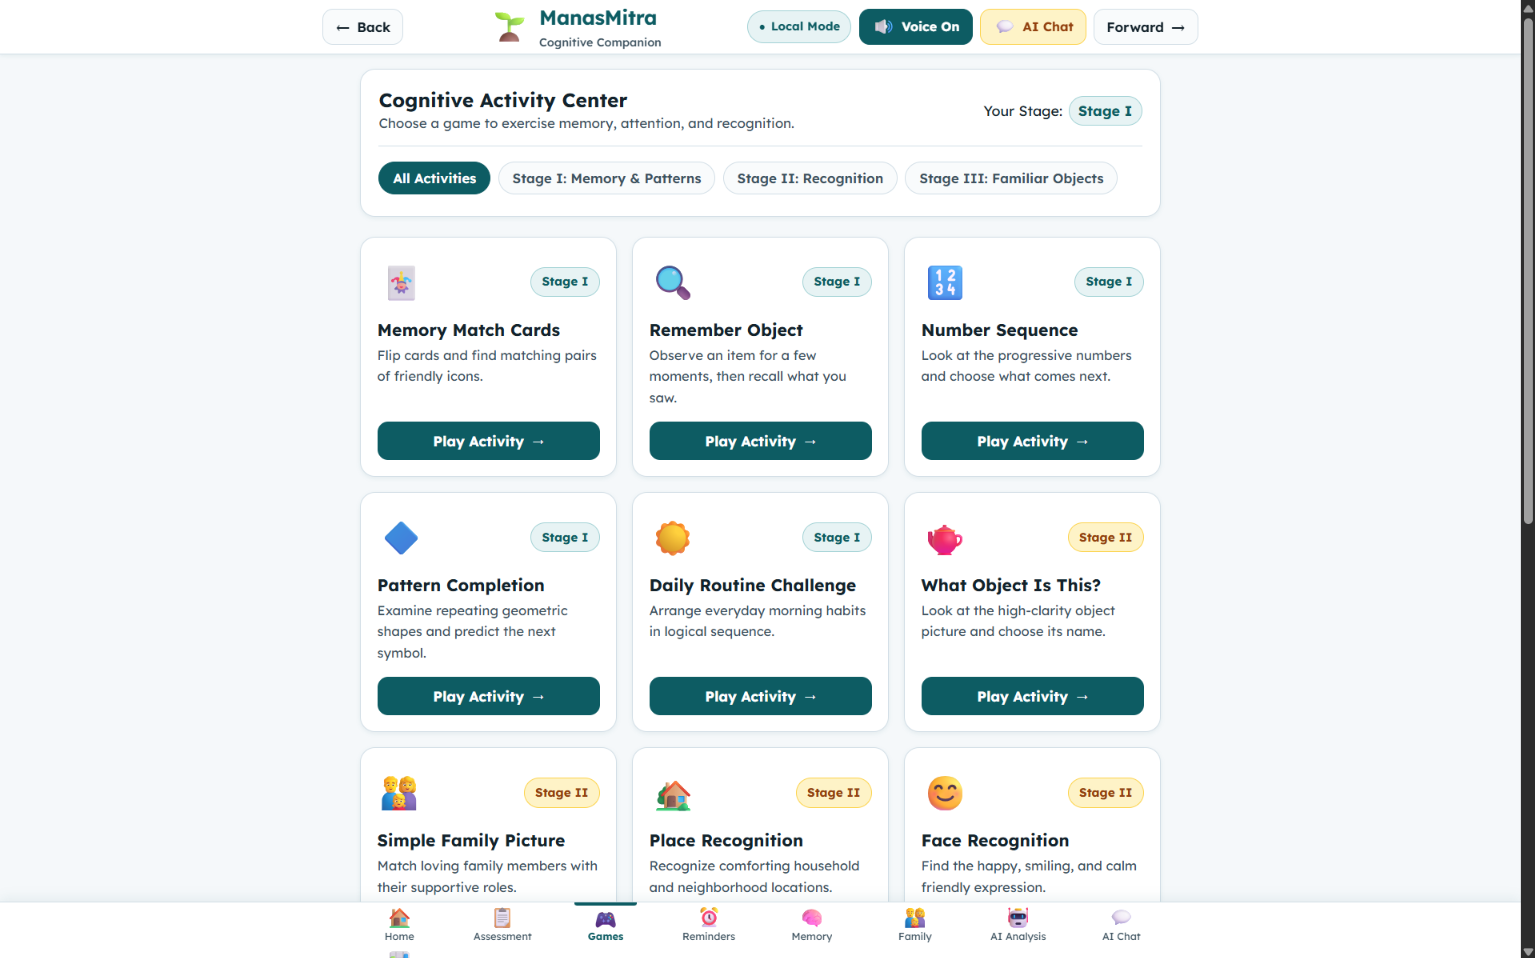 ← Back
ManasMitra
Cognitive Companion
• Local Mode
Voice On
AI Chat
Forward →
Cognitive Activity Center
Choose a game to exercise memory, attention, and recognition.
Your Stage: Stage I
All Activities
Stage I: Memory & Patterns
Stage II: Recognition
Stage III: Familiar Objects
Stage I
Memory Match Cards
Flip cards and find matching pairs
of friendly icons.
Play Activity →
Stage I
Remember Object
Observe an item for a few
moments, then recall what you
saw.
Play Activity →
1 2
3 4
Stage I
Number Sequence
Look at the progressive numbers
and choose what comes next.
Play Activity →
Stage I
Pattern Completion
Examine repeating geometric
shapes and predict the next
symbol.
Play Activity →
Stage I
Daily Routine Challenge
Arrange everyday morning habits
in logical sequence.
Play Activity →
Stage II
What Object Is This?
Look at the high-clarity object
picture and choose its name.
Play Activity →
Stage II
Simple Family Picture
Match loving family members with
their supportive roles.
Stage II
Place Recognition
Recognize comforting household
and neighborhood locations.
Stage II
Face Recognition
Find the happy, smiling, and calm
friendly expression.
Home
Assessment
Games
Reminders
Memory
Family
AI Analysis
AI Chat